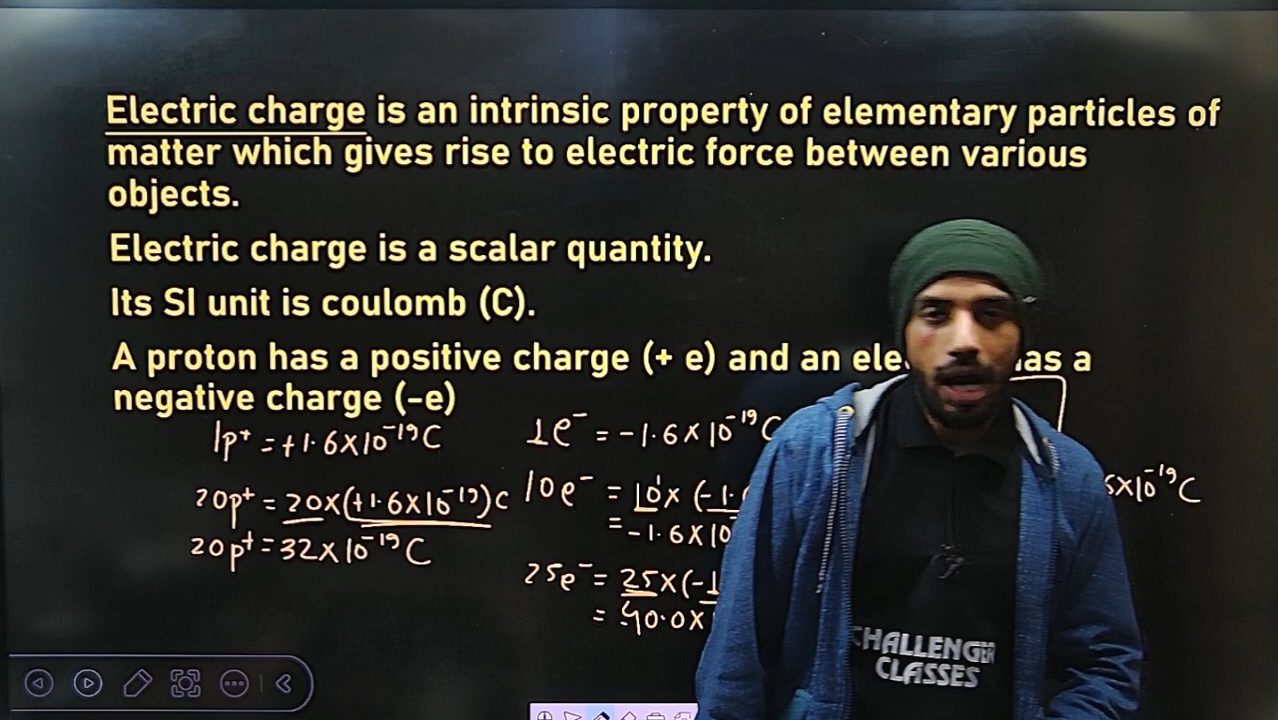 Electric charge is an intrinsic property of elementary particles of
matter which gives rise to electric force between various
objects.
Electric charge is a scalar quantity.
Its SI unit is coulomb (C).
A proton has a positive charge (+ e) and an ele as a
negative charge (-e)
1p⁺ = +1.6×10⁻¹⁹C
20p⁺ = 20×(+1.6×10⁻¹⁹)C
20p⁺ = 32×10⁻¹⁹C
1e⁻ = -1.6×10⁻¹⁹C
10e⁻ = 10×(-1.
= -1.6×10
25e⁻ = 25×(-1
= 40.0×
×10⁻¹⁹C
CHALLENGER
CLASSES